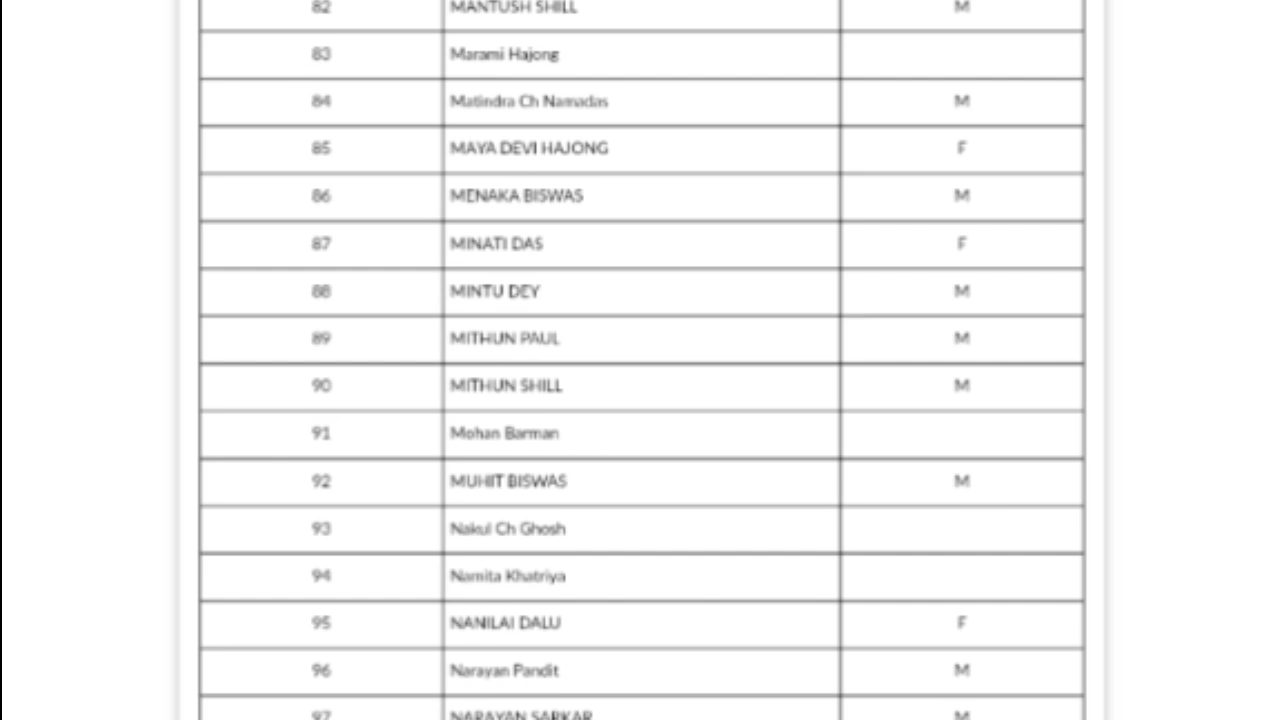 82 MANTUSH SHILL M
83 Marami Hajong
84 Matindra Ch Namadas M
85 MAYA DEVI HAJONG F
86 MENAKA BISWAS M
87 MINATI DAS F
88 MINTU DEY M
89 MITHUN PAUL M
90 MITHUN SHILL M
91 Mohan Barman
92 MUHIT BISWAS M
93 Nakul Ch Ghosh
94 Namita Khatriya
95 NANILAI DALU F
96 Narayan Pandit M
97 NARAYAN SARKAR M